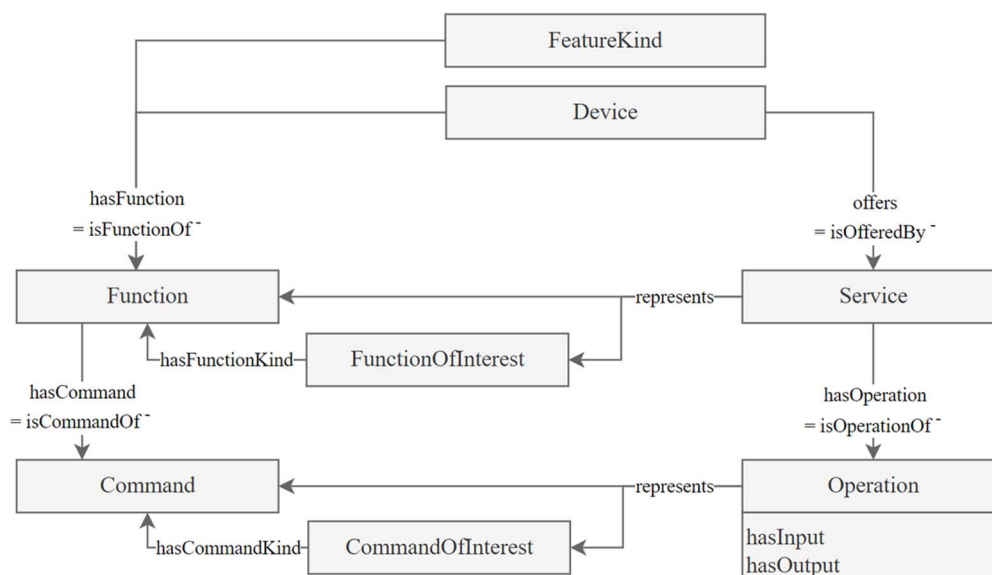 FeatureKind
Device
hasFunction
= isFunctionOf -
offers
= isOfferedBy -
Function
represents
Service
hasFunctionKind
FunctionOfInterest
hasCommand
= isCommandOf -
hasOperation
= isOperationOf -
Command
represents
Operation
hasCommandKind
CommandOfInterest
hasInput
hasOutput